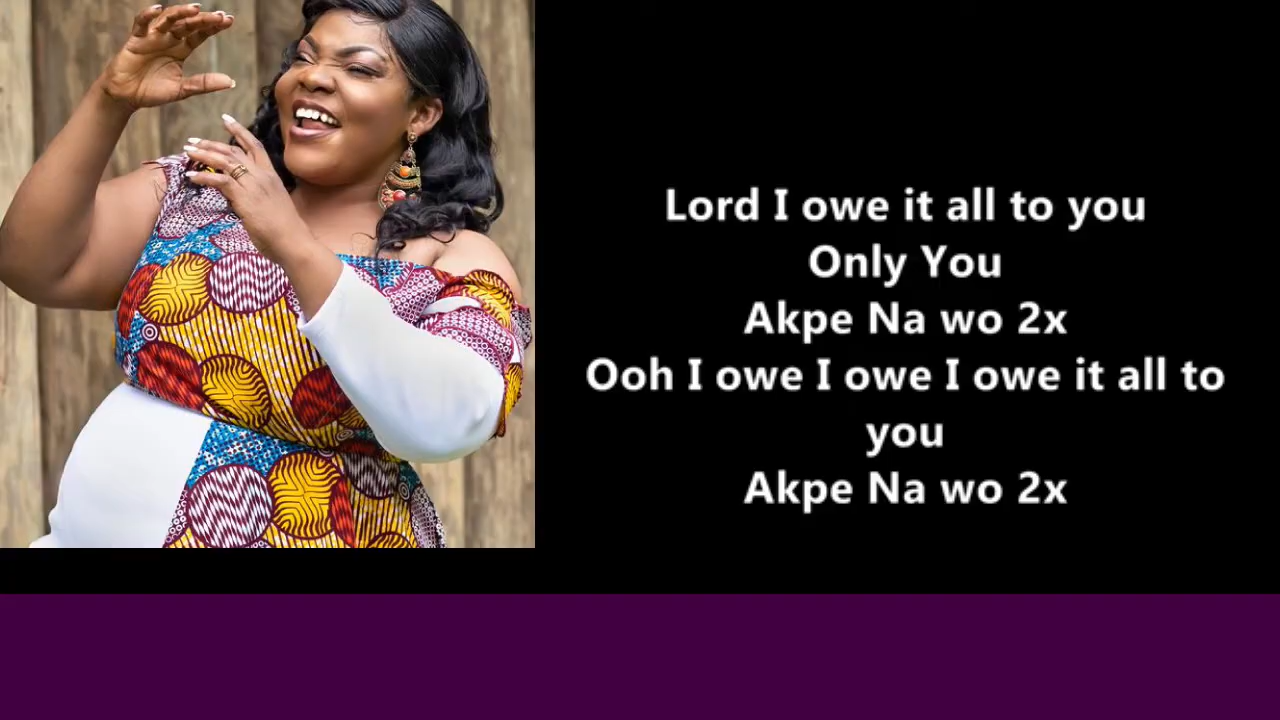 Lord I owe it all to you
Only You
Akpe Na wo 2x
Ooh I owe I owe I owe it all to
you
Akpe Na wo 2x